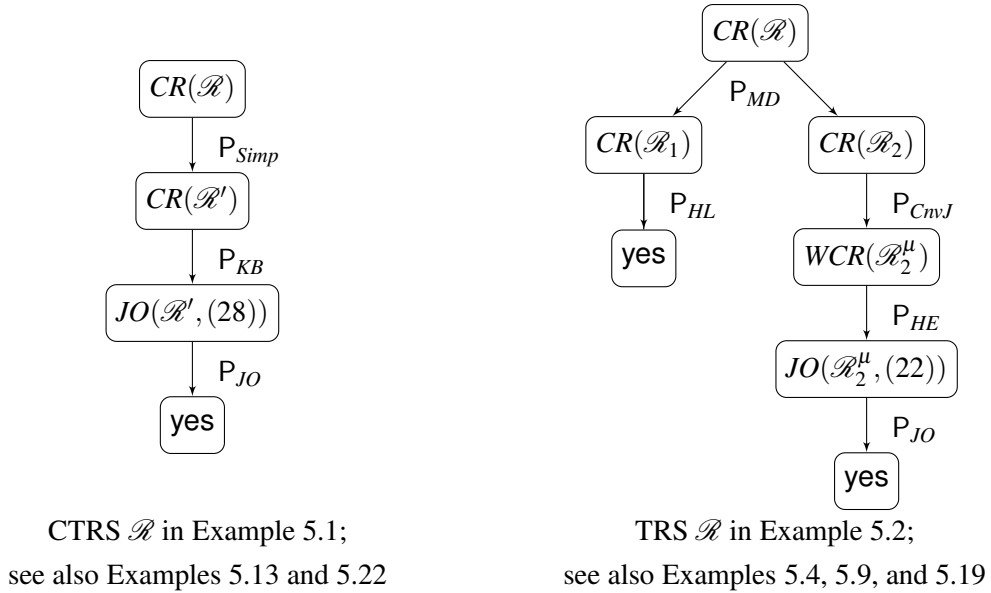 CR(ℛ)
P_Simp
CR(ℛ′)
P_KB
JO(ℛ′, (28))
P_JO
yes
CTRS ℛ in Example 5.1;
see also Examples 5.13 and 5.22
CR(ℛ)
P_MD
CR(ℛ₁) CR(ℛ₂)
P_HL P_CnvJ
yes WCR(ℛ₂^μ)
P_HE
JO(ℛ₂^μ, (22))
P_JO
yes
TRS ℛ in Example 5.2;
see also Examples 5.4, 5.9, and 5.19